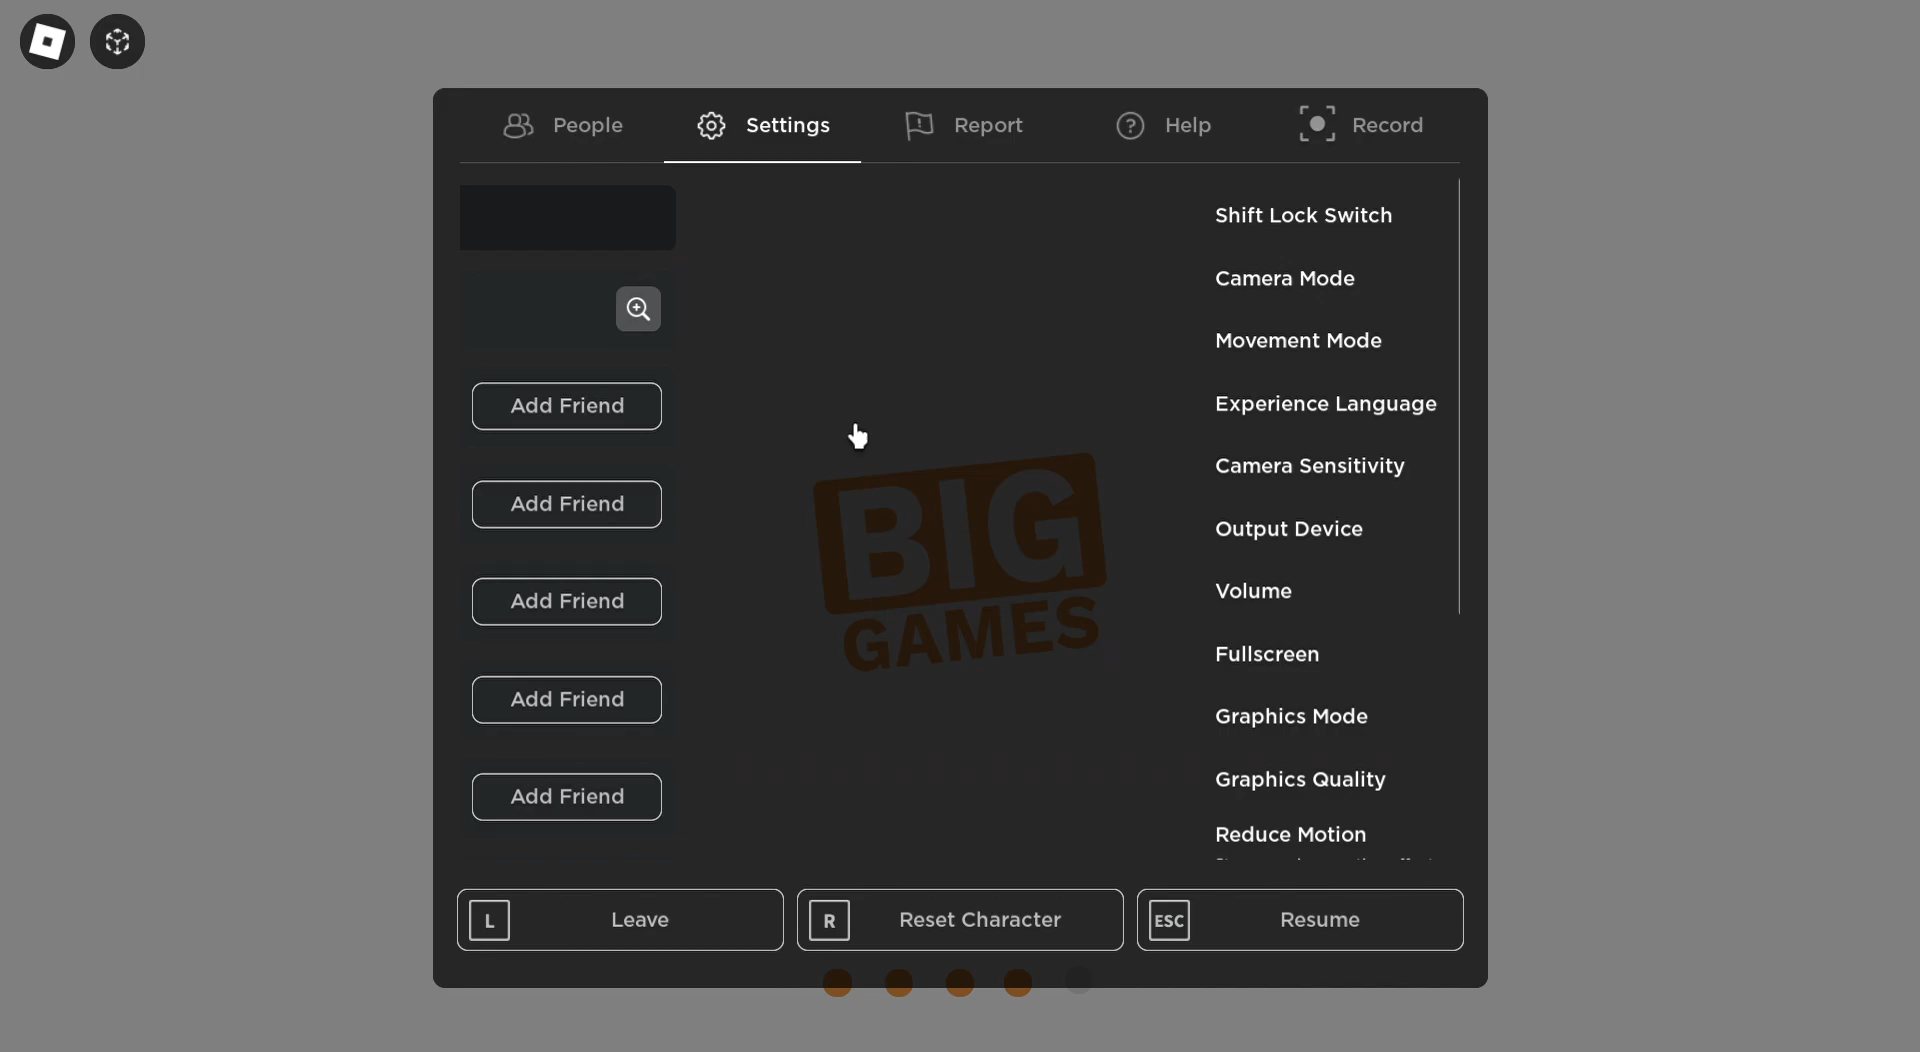 People
Settings
Report
Help
Record
Shift Lock Switch
Camera Mode
Movement Mode
Add Friend
Experience Language
Camera Sensitivity
Add Friend
Output Device
BIG
GAMES
Add Friend
Volume
Fullscreen
Add Friend
Graphics Mode
Add Friend
Graphics Quality
Reduce Motion
L Leave
R Reset Character
ESC Resume